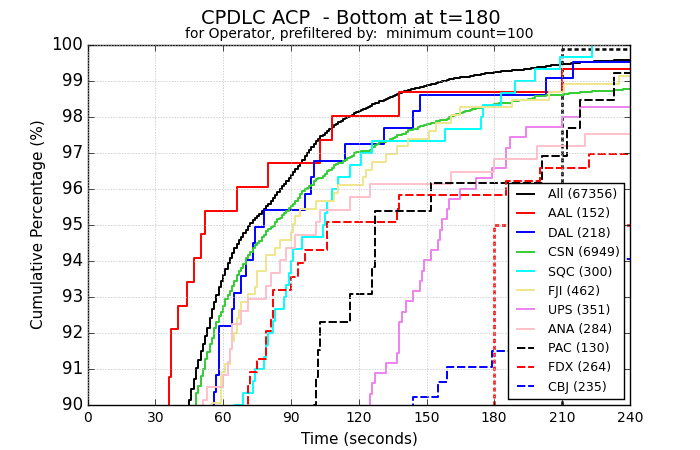 CPDLC ACP  - Bottom at t=180
for Operator, prefiltered by:  minimum count=100
Cumulative Percentage (%)
100
99
98
97
96
95
94
93
92
91
90
0 30 60 90 120 150 180 210 240
Time (seconds)
All (67356)
AAL (152)
DAL (218)
CSN (6949)
SQC (300)
FJI (462)
UPS (351)
ANA (284)
PAC (130)
FDX (264)
CBJ (235)